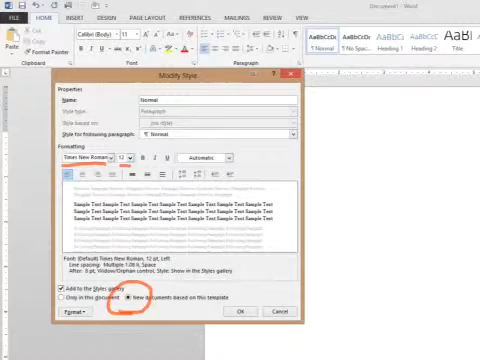 Document1
FILE HOME INSERT DESIGN PAGE LAYOUT REFERENCES MAILINGS REVIEW VIEW
Cut
Copy
Format Painter
Paste
Calibri (Body) 11
AaBbCcDc AaBbCcDc AaBbCc AaBbCc AaB
¶ Normal ¶ No Spac... Heading 1 Heading 2 Title
Clipboard Font Paragraph
Modify Style
Properties
Name: Normal
Style type: Paragraph
Style based on: (no style)
Style for following paragraph: ¶ Normal
Formatting
Times New Roman 12 B I U Automatic
Sample Text Sample Text Sample Text Sample Text Sample Text Sample Text
Sample Text Sample Text Sample Text Sample Text Sample Text Sample Text
Sample Text Sample Text Sample Text Sample Text Sample Text Sample Text
Font: (Default) Times New Roman, 12 pt, Left
Line spacing: Multiple 1.08 li, Space
After: 8 pt, Widow/Orphan control, Style: Show in the Styles gallery
Add to the Styles gallery
Only in this document New documents based on this template
Format OK Cancel